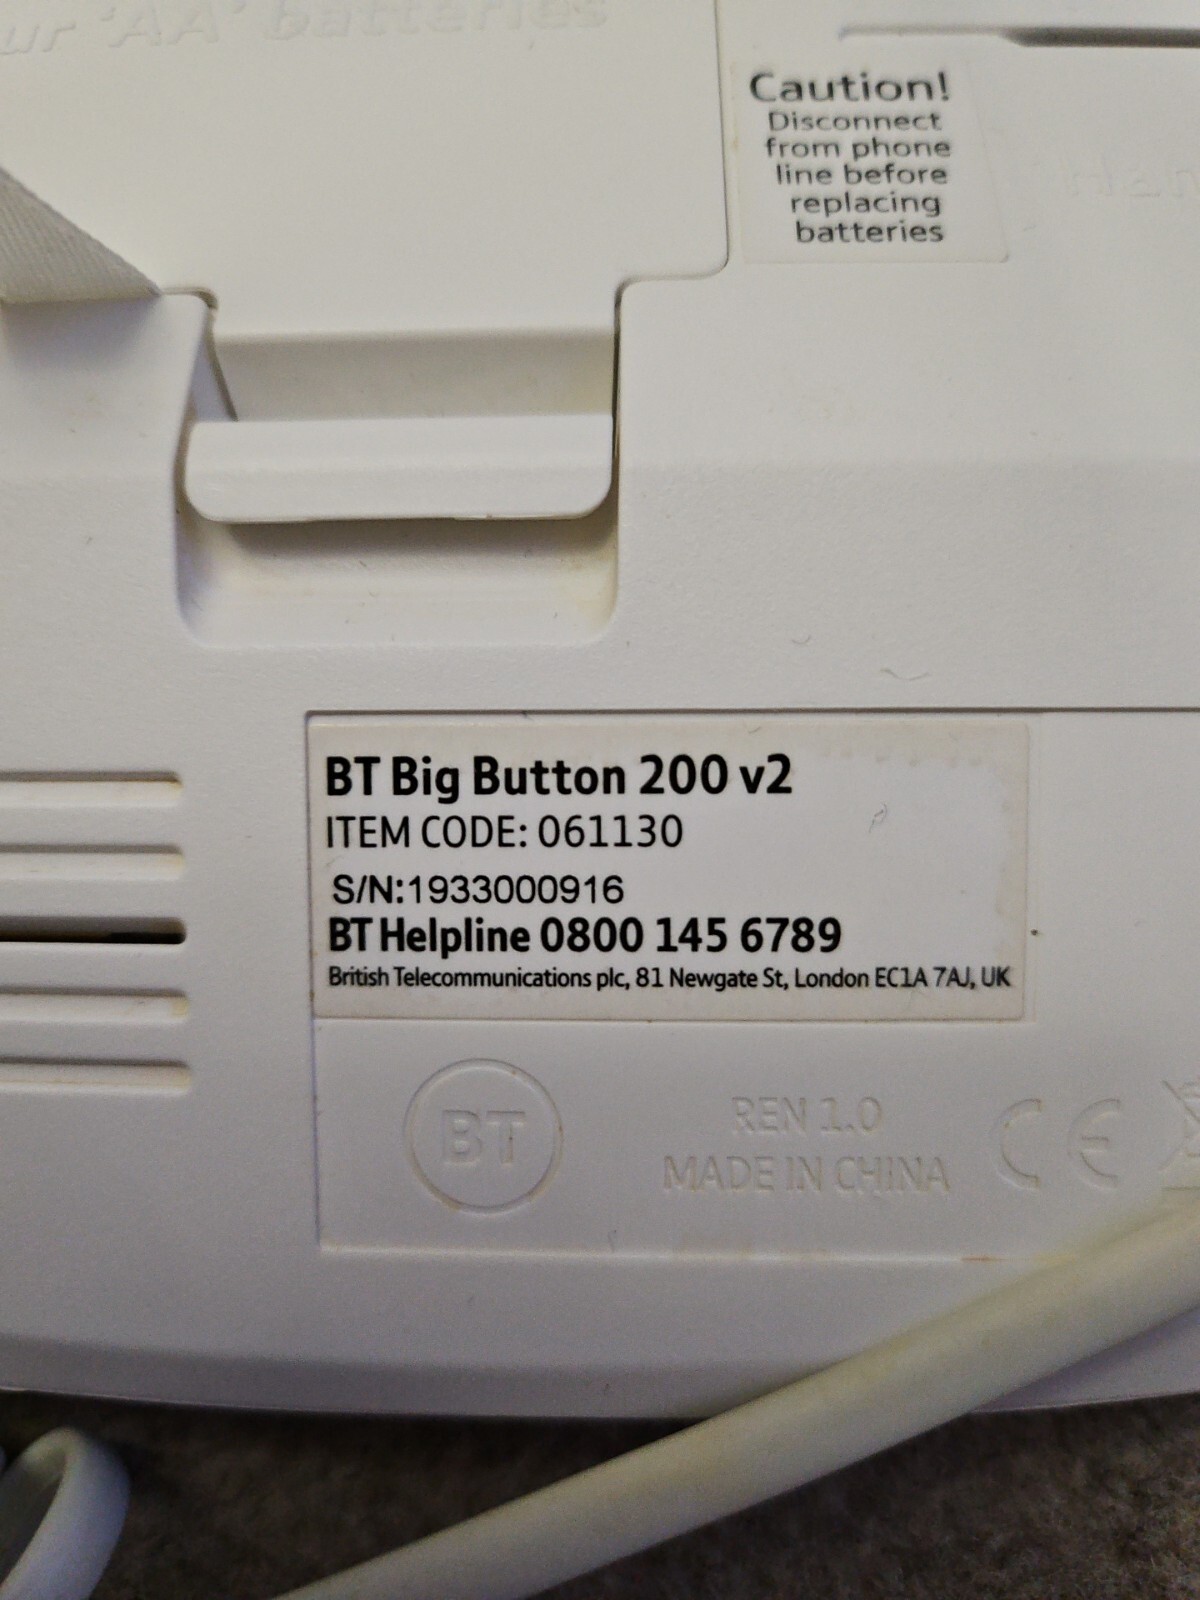 'AA' batteries
Caution!
Disconnect
from phone
line before
replacing
batteries
BT Big Button 200 v2
ITEM CODE: 061130
S/N:1933000916
BT Helpline 0800 145 6789
British Telecommunications plc, 81 Newgate St, London EC1A 7AJ, UK
BT
REN 1.0
MADE IN CHINA
CE